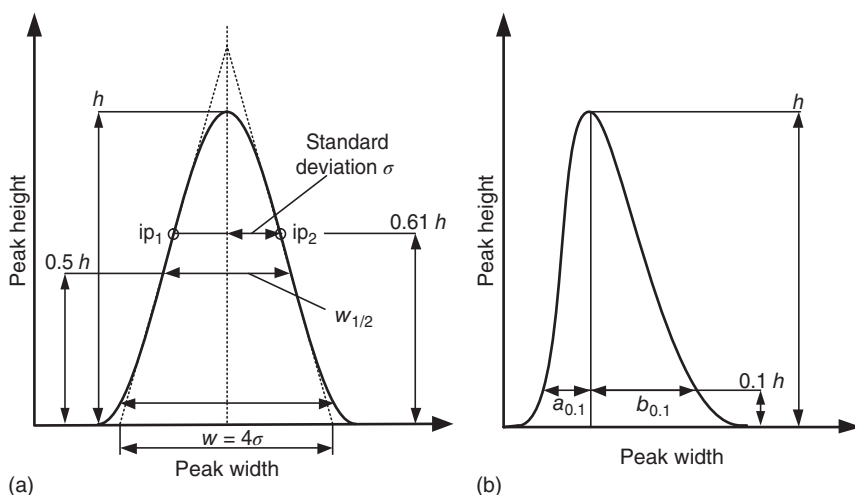 h
Standard
deviation σ
ip₁
ip₂
0.61 h
0.5 h
w₁/₂
w = 4σ
Peak height
Peak width
(a)
h
0.1 h
a₀.₁
b₀.₁
Peak height
Peak width
(b)